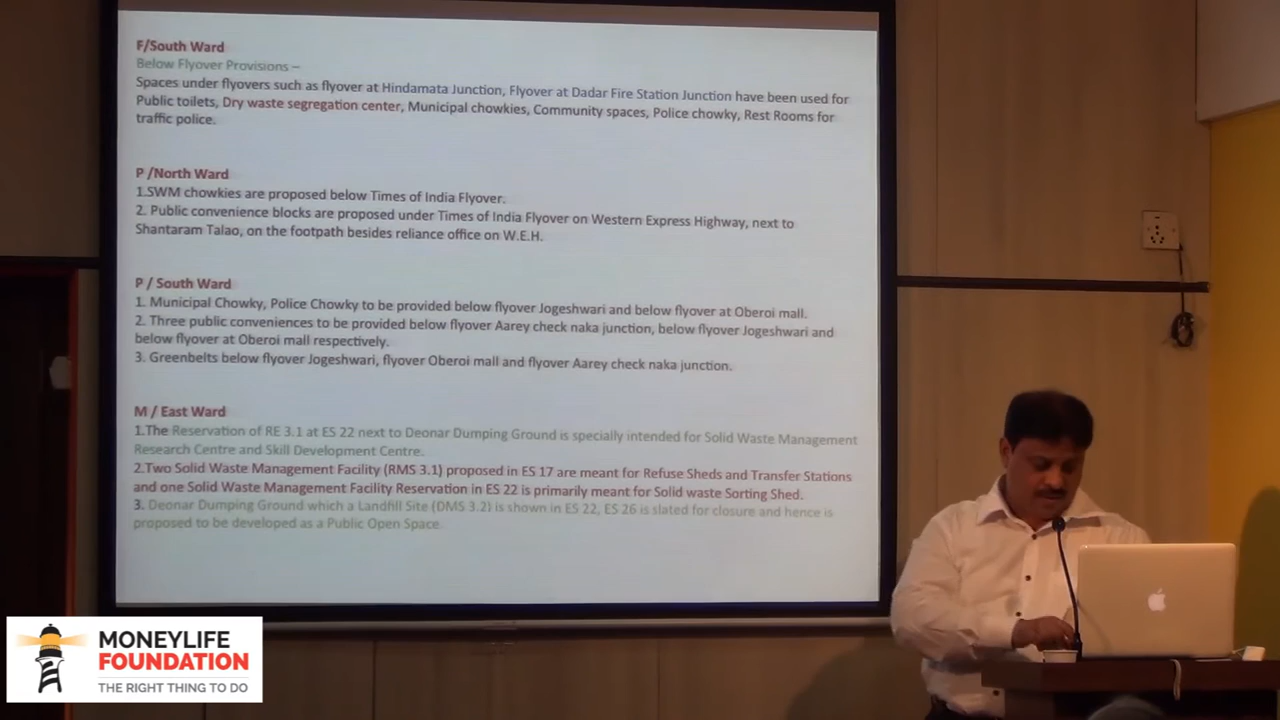 F/South Ward
Below Flyover Provisions –
Spaces under flyovers such as flyover at Hindamata Junction, Flyover at Dadar Fire Station Junction have been used for
Public toilets, Dry waste segregation center, Municipal chowkies, Community spaces, Police chowky, Rest Rooms for
traffic police.
P /North Ward
1.SWM chowkies are proposed below Times of India Flyover.
2. Public convenience blocks are proposed under Times of India Flyover on Western Express Highway, next to
Shantaram Talao, on the footpath besides reliance office on W.E.H.
P / South Ward
1. Municipal Chowky, Police Chowky to be provided below flyover Jogeshwari and below flyover at Oberoi mall.
2. Three public conveniences to be provided below flyover Aarey check naka junction, below flyover Jogeshwari and
below flyover at Oberoi mall respectively.
3. Greenbelts below flyover Jogeshwari, flyover Oberoi mall and flyover Aarey check naka junction.
M / East Ward
1.The Reservation of RE 3.1 at ES 22 next to Deonar Dumping Ground is specially intended for Solid Waste Management
Research Centre and Skill Development Centre.
2.Two Solid Waste Management Facility (RMS 3.1) proposed in ES 17 are meant for Refuse Sheds and Transfer Stations
and one Solid Waste Management Facility Reservation in ES 22 is primarily meant for Solid waste Sorting Shed.
3. Deonar Dumping Ground which a Landfill Site (DMS 3.2) is shown in ES 22, ES 26 is slated for closure and hence is
proposed to be developed as a Public Open Space
MONEYLIFE
FOUNDATION
THE RIGHT THING TO DO